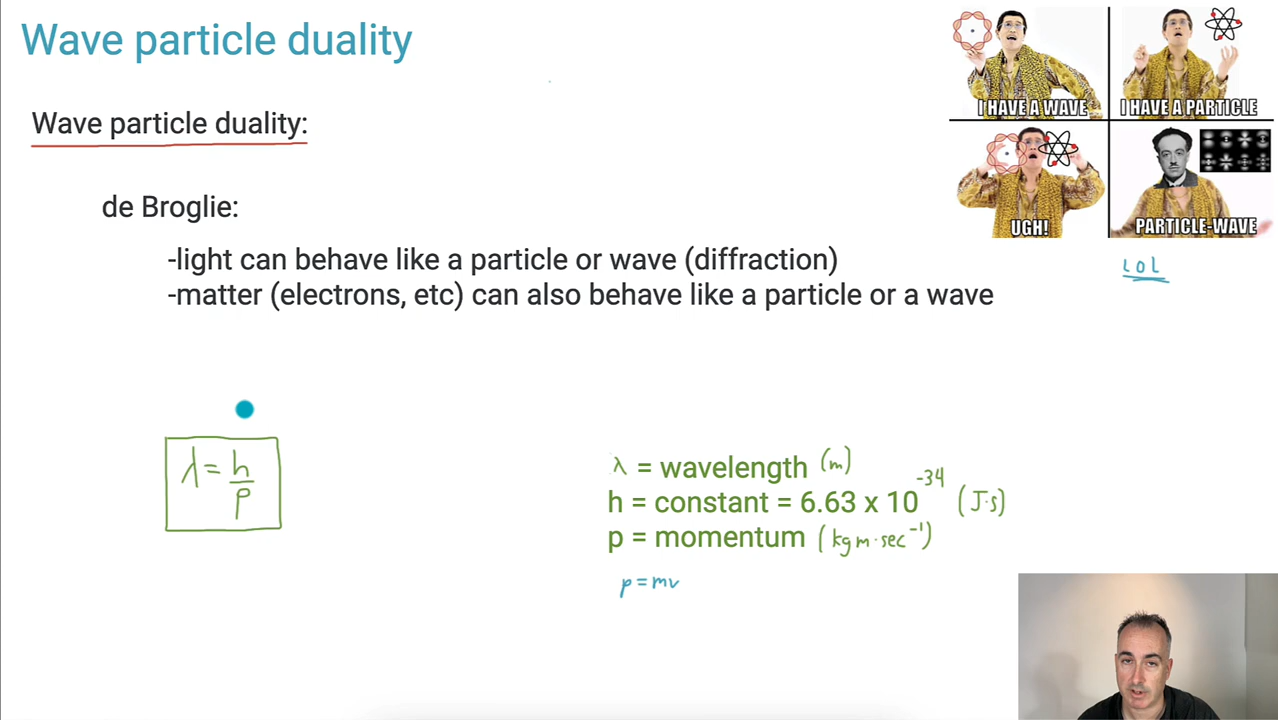 Wave particle duality
I HAVE A WAVE
I HAVE A PARTICLE
UGH!
PARTICLE-WAVE
LOL
Wave particle duality:
de Broglie:
-light can behave like a particle or wave (diffraction)
-matter (electrons, etc) can also behave like a particle or a wave
λ = h/p
λ = wavelength (m)
h = constant = 6.63 x 10⁻³⁴ (J·s)
p = momentum (kg m·sec⁻¹)
p = mv